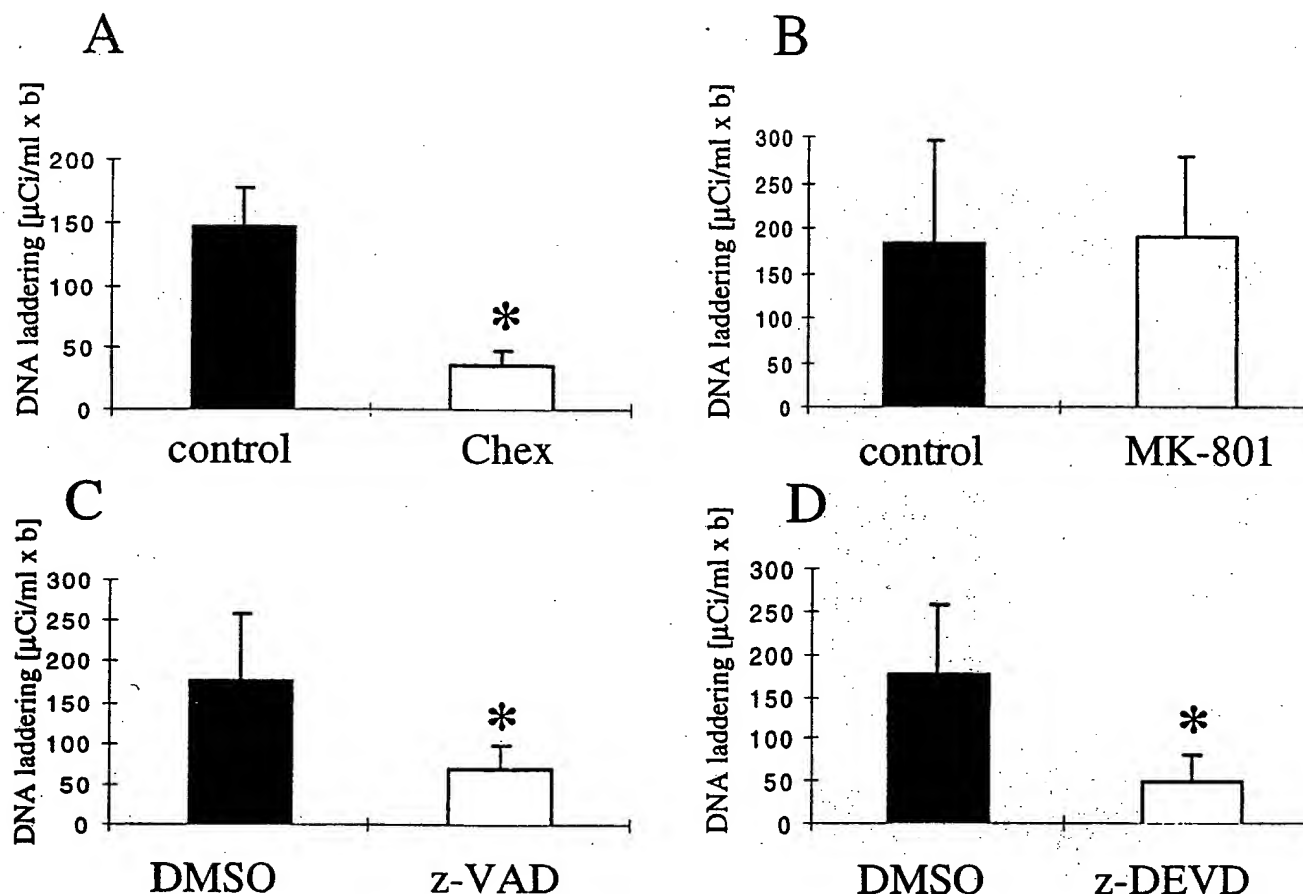 A
DNA laddering [µCi/ml x b]
200
150
100
50
0
*
control Chex
B
DNA laddering [µCi/ml x b]
300
250
200
150
100
50
0
control MK-801
C
DNA laddering [µCi/ml x b]
300
250
200
150
100
50
0
*
DMSO z-VAD
D
DNA laddering [µCi/ml x b]
300
250
200
150
100
50
0
*
DMSO z-DEVD